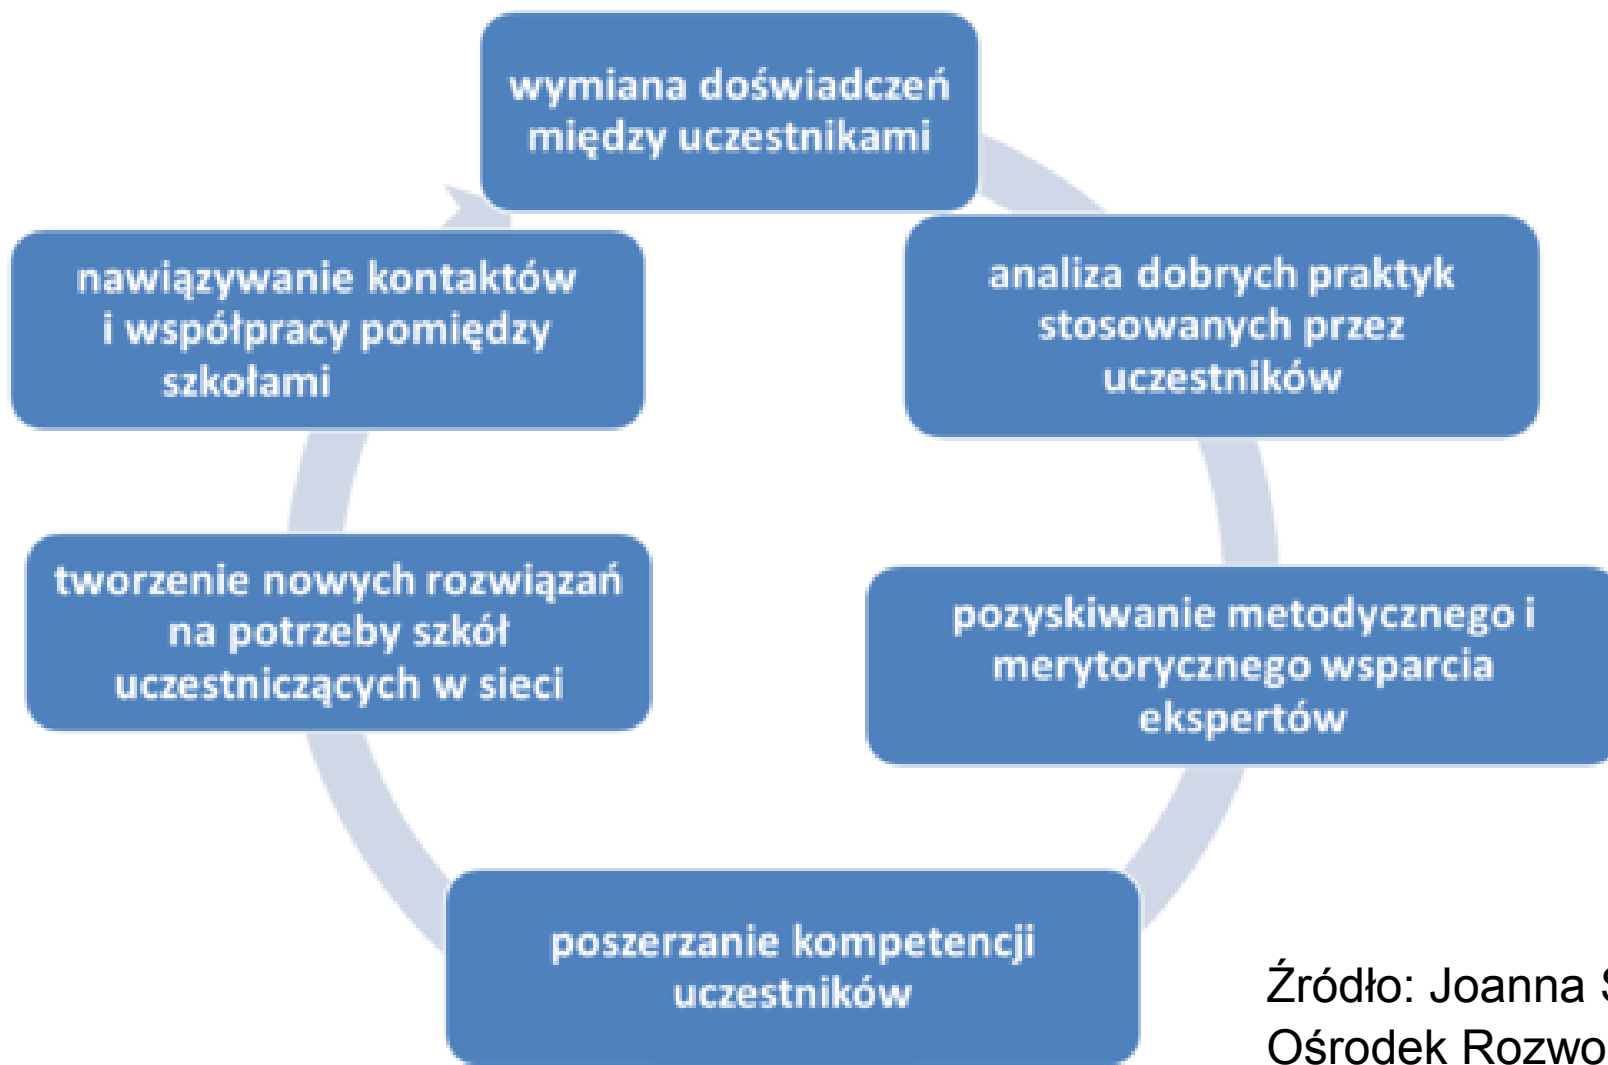 wymiana doświadczeń
między uczestnikami
analiza dobrych praktyk
stosowanych przez
uczestników
pozyskiwanie metodycznego i
merytorycznego wsparcia
ekspertów
poszerzanie kompetencji
uczestników
tworzenie nowych rozwiązań
na potrzeby szkół
uczestniczących w sieci
nawiązywanie kontaktów
i współpracy pomiędzy
szkołami
Źródło: Joanna
Ośrodek